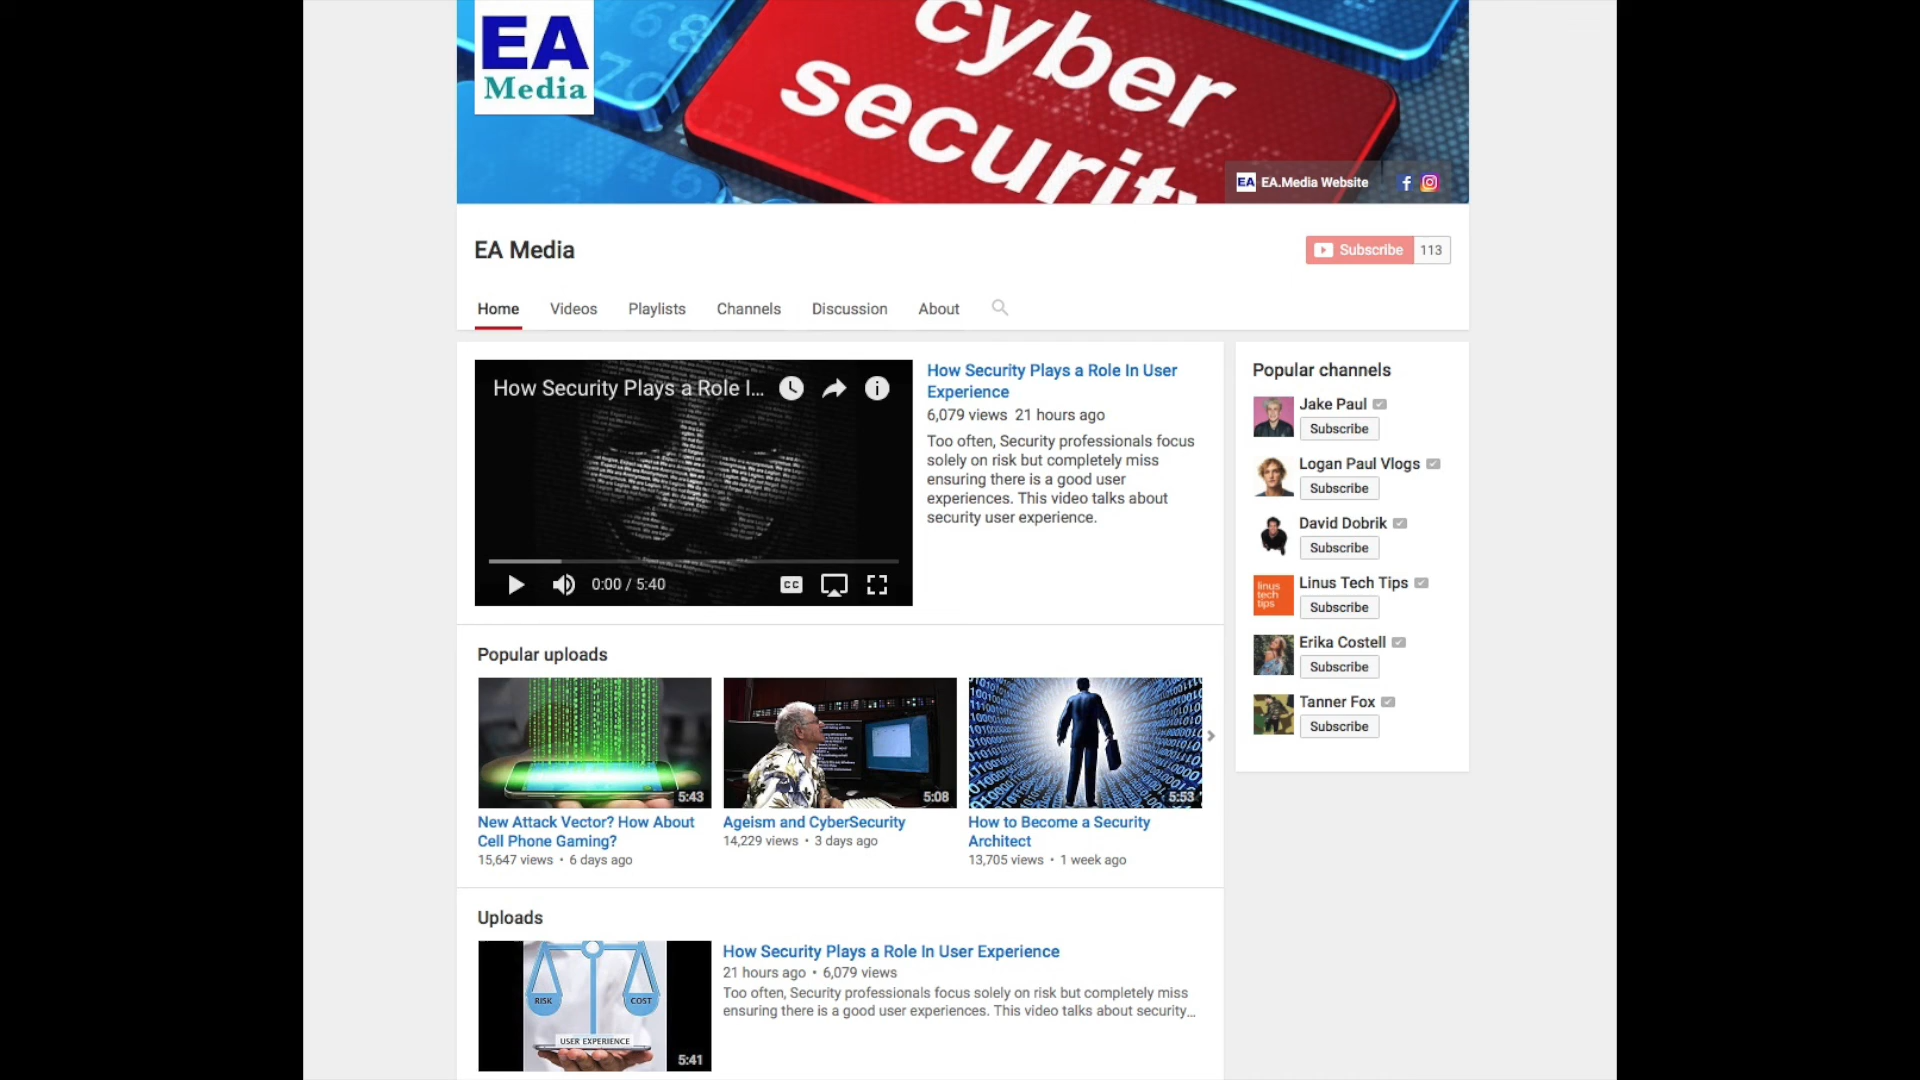 EA
Media
cyber
security
EA EA.Media Website
EA Media
Subscribe 113
Home Videos Playlists Channels Discussion About
How Security Plays a Role I...
0:00 / 5:40
CC
How Security Plays a Role In User
Experience
6,079 views 21 hours ago
Too often, Security professionals focus
solely on risk but completely miss
ensuring there is a good user
experiences. This video talks about
security user experience.
Popular channels
Jake Paul
Subscribe
Logan Paul Vlogs
Subscribe
David Dobrik
Subscribe
linus
tech
tips
Linus Tech Tips
Subscribe
Erika Costell
Subscribe
Tanner Fox
Subscribe
Popular uploads
5:43
New Attack Vector? How About
Cell Phone Gaming?
15,647 views • 6 days ago
5:08
Ageism and CyberSecurity
14,229 views • 3 days ago
5:53
How to Become a Security
Architect
13,705 views • 1 week ago
Uploads
RISK COST
USER EXPERIENCE
5:41
How Security Plays a Role In User Experience
21 hours ago • 6,079 views
Too often, Security professionals focus solely on risk but completely miss
ensuring there is a good user experiences. This video talks about security...